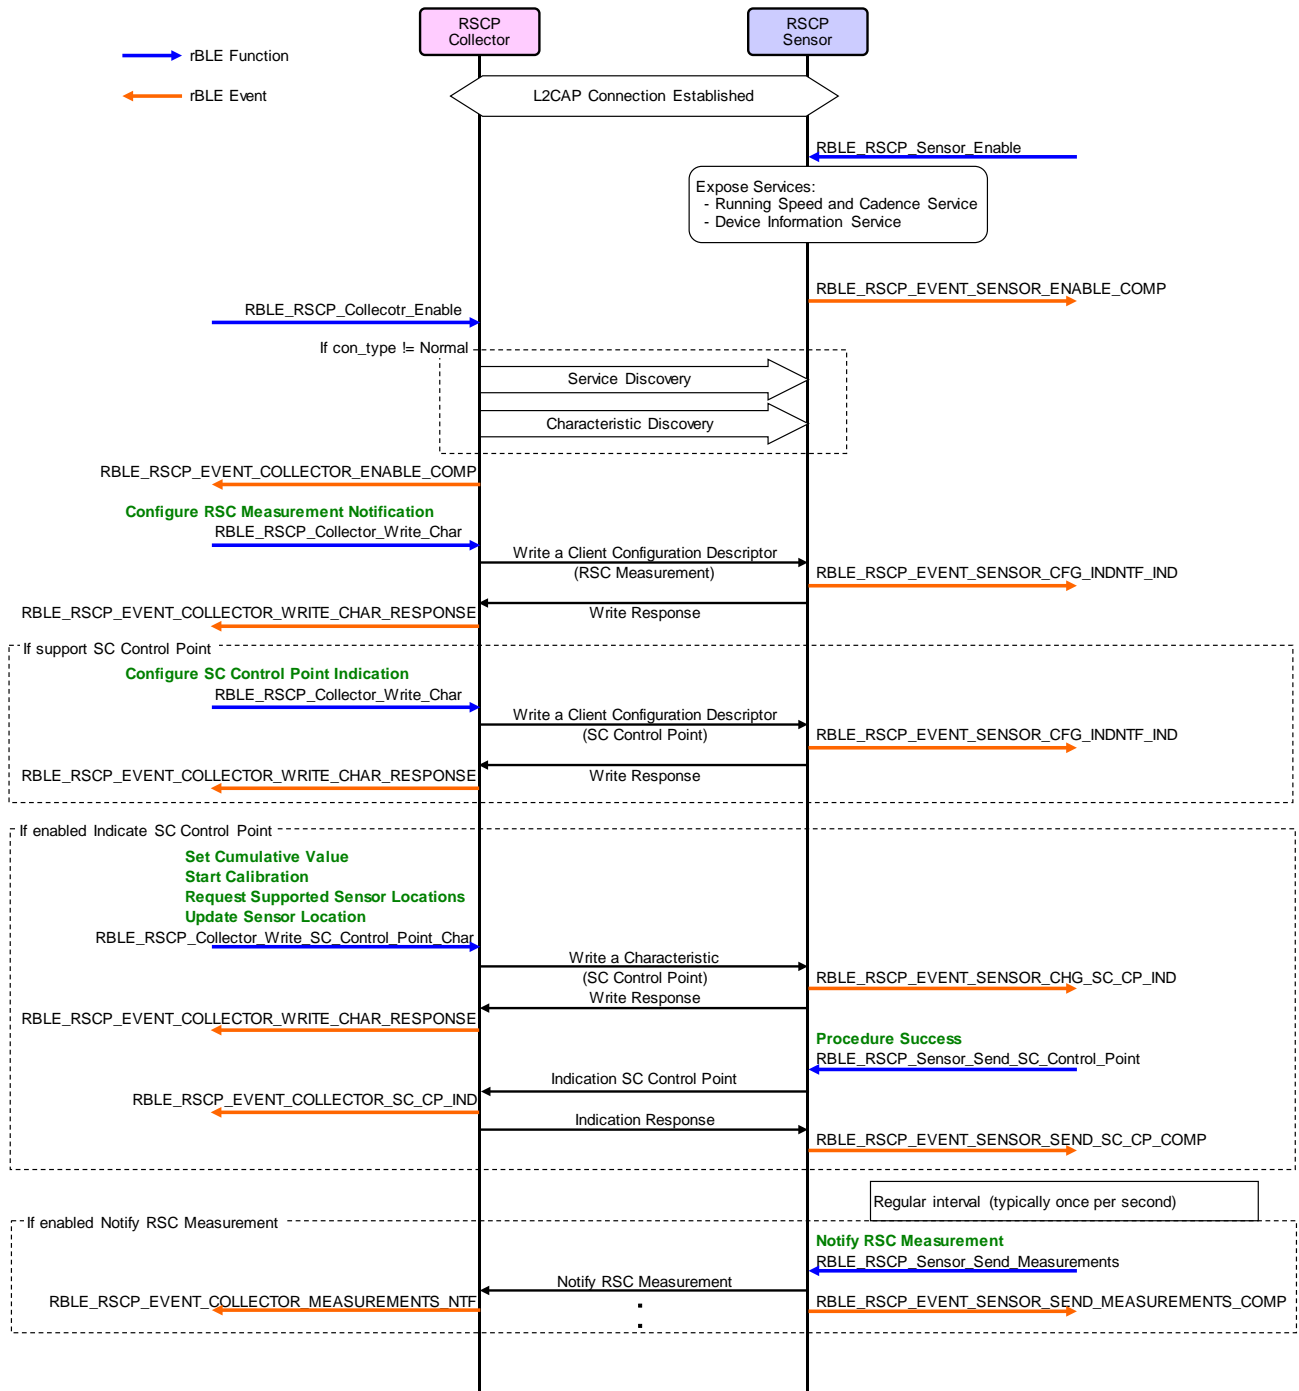 RSCP
Collector
RSCP
Sensor
rBLE Function
rBLE Event
L2CAP Connection Established
RBLE_RSCP_Sensor_Enable
Expose Services:
- Running Speed and Cadence Service
- Device Information Service
RBLE_RSCP_EVENT_SENSOR_ENABLE_COMP
RBLE_RSCP_Collecotr_Enable
If con_type != Normal
Service Discovery
Characteristic Discovery
RBLE_RSCP_EVENT_COLLECTOR_ENABLE_COMP
Configure RSC Measurement Notification
RBLE_RSCP_Collector_Write_Char
Write a Client Configuration Descriptor
(RSC Measurement)
RBLE_RSCP_EVENT_SENSOR_CFG_INDNTF_IND
Write Response
RBLE_RSCP_EVENT_COLLECTOR_WRITE_CHAR_RESPONSE
If support SC Control Point
Configure SC Control Point Indication
RBLE_RSCP_Collector_Write_Char
Write a Client Configuration Descriptor
(SC Control Point)
RBLE_RSCP_EVENT_SENSOR_CFG_INDNTF_IND
Write Response
RBLE_RSCP_EVENT_COLLECTOR_WRITE_CHAR_RESPONSE
If enabled Indicate SC Control Point
Set Cumulative Value
Start Calibration
Request Supported Sensor Locations
Update Sensor Location
RBLE_RSCP_Collector_Write_SC_Control_Point_Char
Write a Characteristic
(SC Control Point)
RBLE_RSCP_EVENT_SENSOR_CHG_SC_CP_IND
Write Response
RBLE_RSCP_EVENT_COLLECTOR_WRITE_CHAR_RESPONSE
Procedure Success
RBLE_RSCP_Sensor_Send_SC_Control_Point
Indication SC Control Point
RBLE_RSCP_EVENT_COLLECTOR_SC_CP_IND
Indication Response
RBLE_RSCP_EVENT_SENSOR_SEND_SC_CP_COMP
Regular interval (typically once per second)
If enabled Notify RSC Measurement
Notify RSC Measurement
RBLE_RSCP_Sensor_Send_Measurements
Notify RSC Measurement
RBLE_RSCP_EVENT_COLLECTOR_MEASUREMENTS_NTF
RBLE_RSCP_EVENT_SENSOR_SEND_MEASUREMENTS_COMP